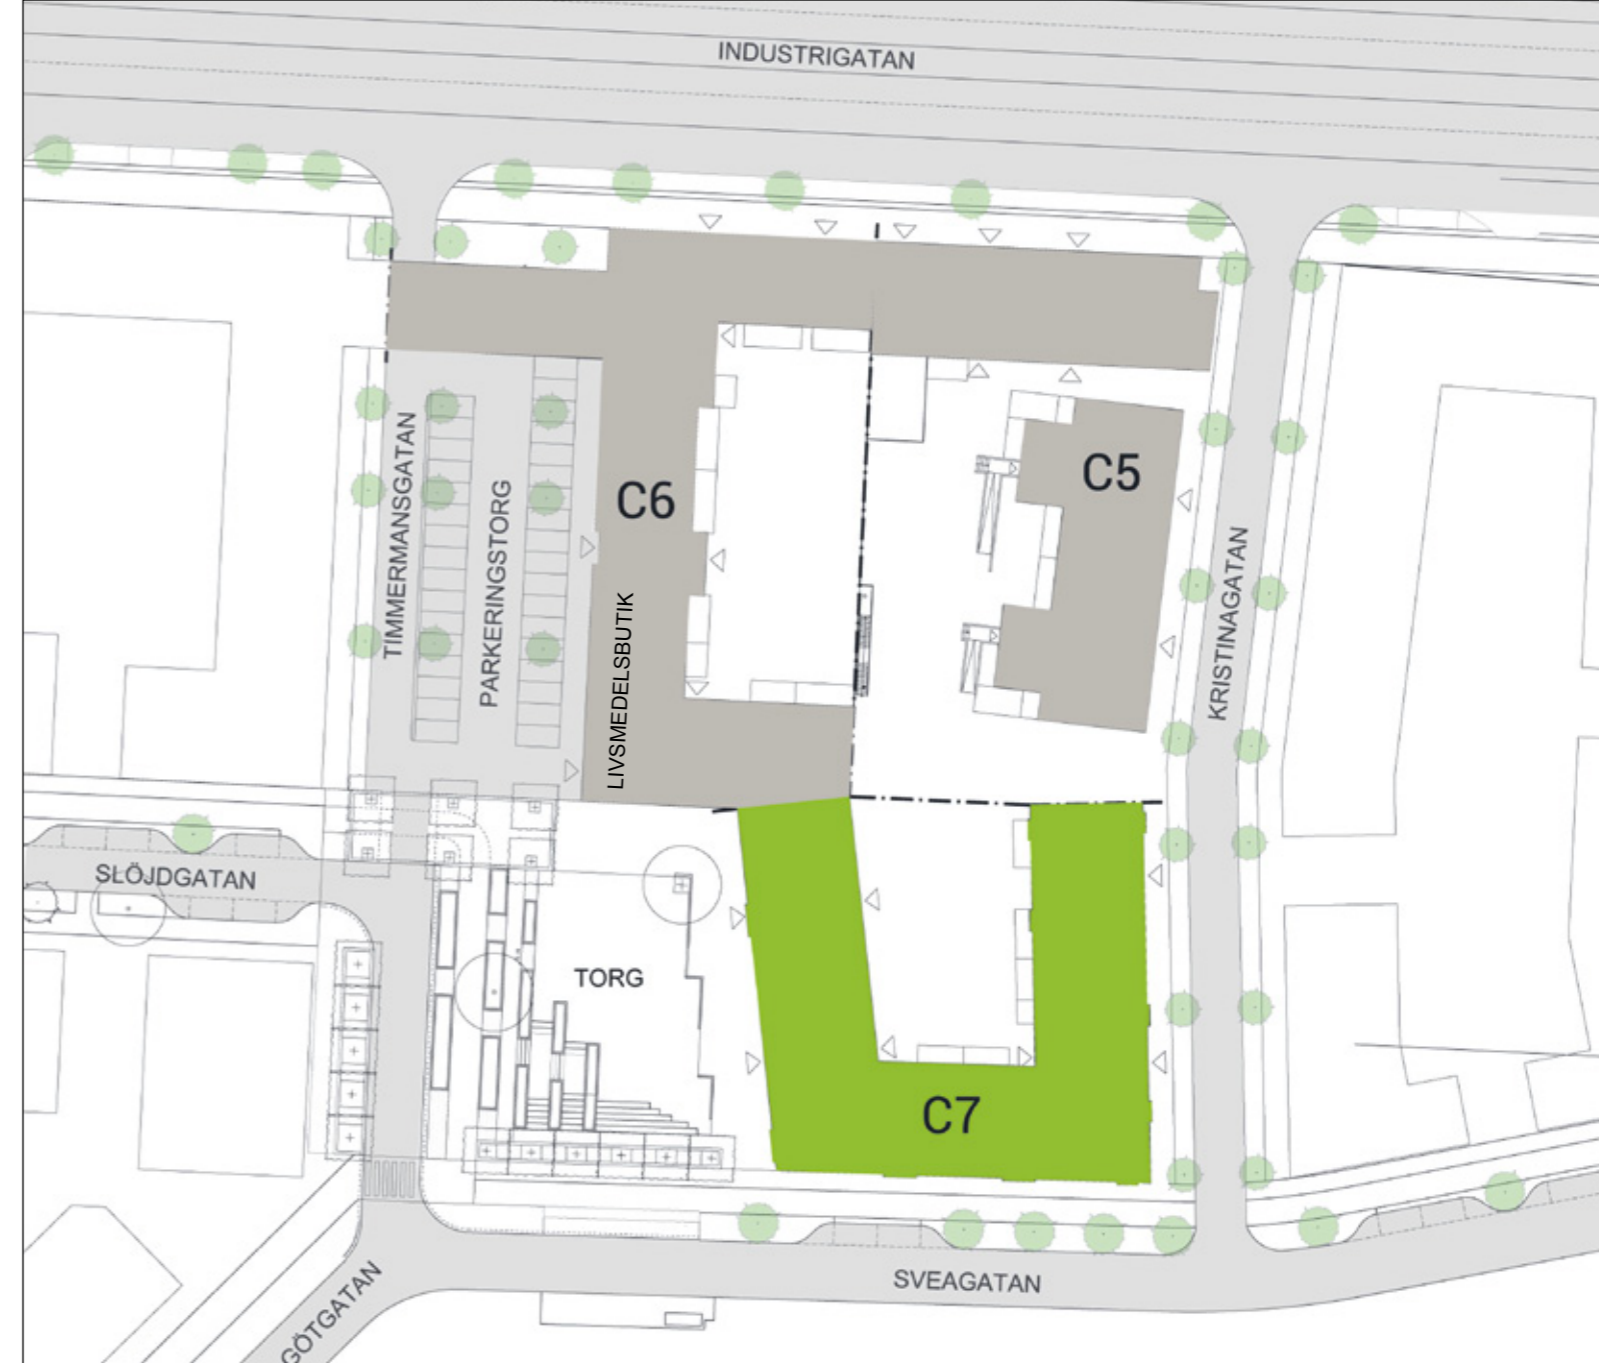 INDUSTRIGATAN
C6
C5
TIMMERMANSGATAN
PARKERINGSTORG
LIVSMEDELSBUTIK
KRISTINAGATAN
SLÖJDGATAN
TORG
C7
SVEAGATAN
GÖTGATAN